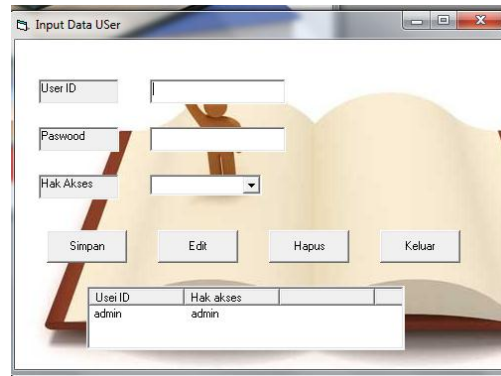 Input Data USer
User ID
Paswood
Hak Akses
Simpan Edit Hapus Keluar
Usei ID Hak akses
admin admin